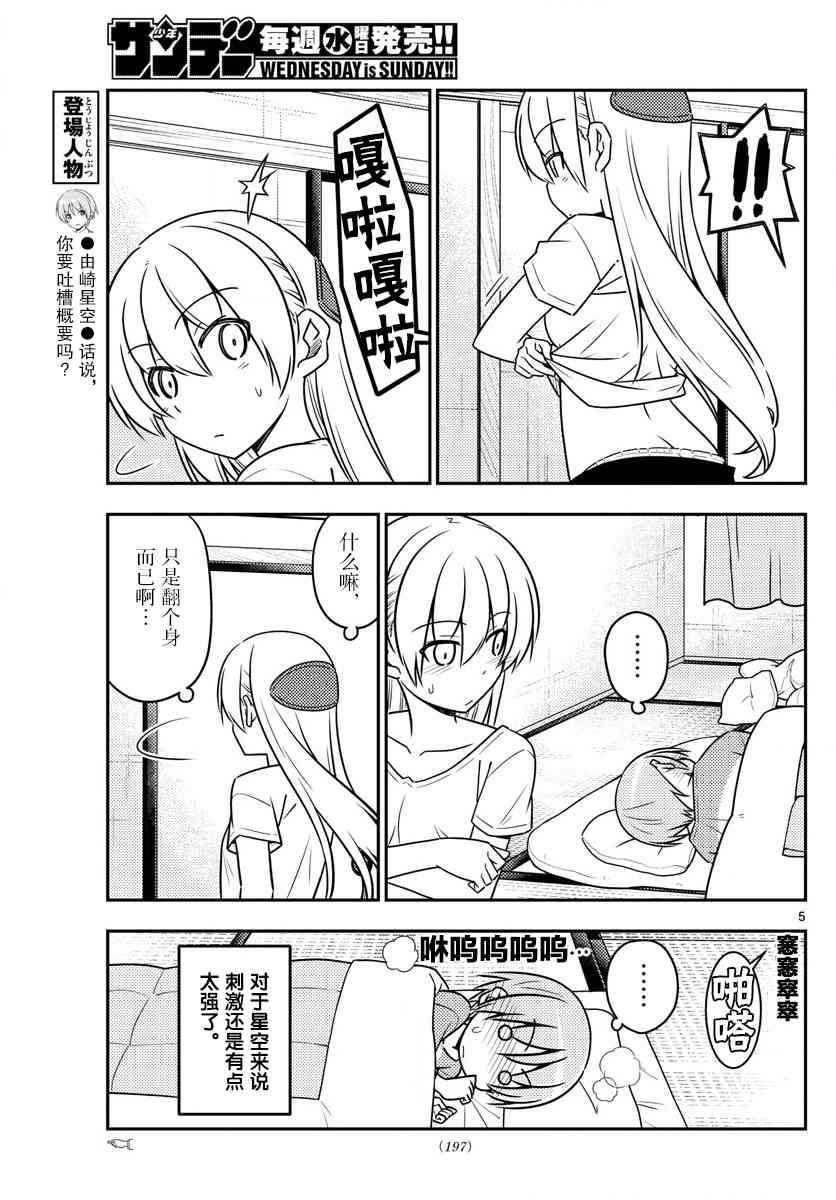 少年サンデー
毎週水曜日発売!!
WEDNESDAY is SUNDAY!!
登場人物
とうじょうじんぶつ
●由崎星空●话说,
你要吐槽概要吗?
!!
嘎啦嘎啦
……
什么嘛,
只是翻个身
而已啊…
5
窸窸窣窣
啪嗒
……
咻呜呜呜呜…
对于星空来说
刺激还是有点
太强了。
(197)